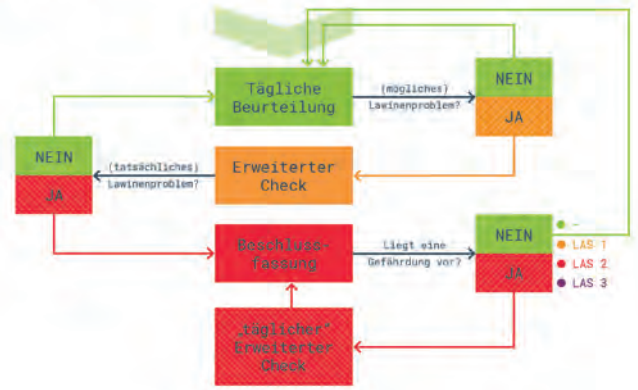 Tägliche
Beurteilung
(mögliches)
Lawinenproblem?
NEIN
JA
Erweiterter
Check
(tatsächliches)
Lawinenproblem?
NEIN
JA
Beschluss-
fassung
Liegt eine
Gefährdung vor?
NEIN
JA
–
LAS 1
LAS 2
LAS 3
„täglicher"
Erweiterter
Check